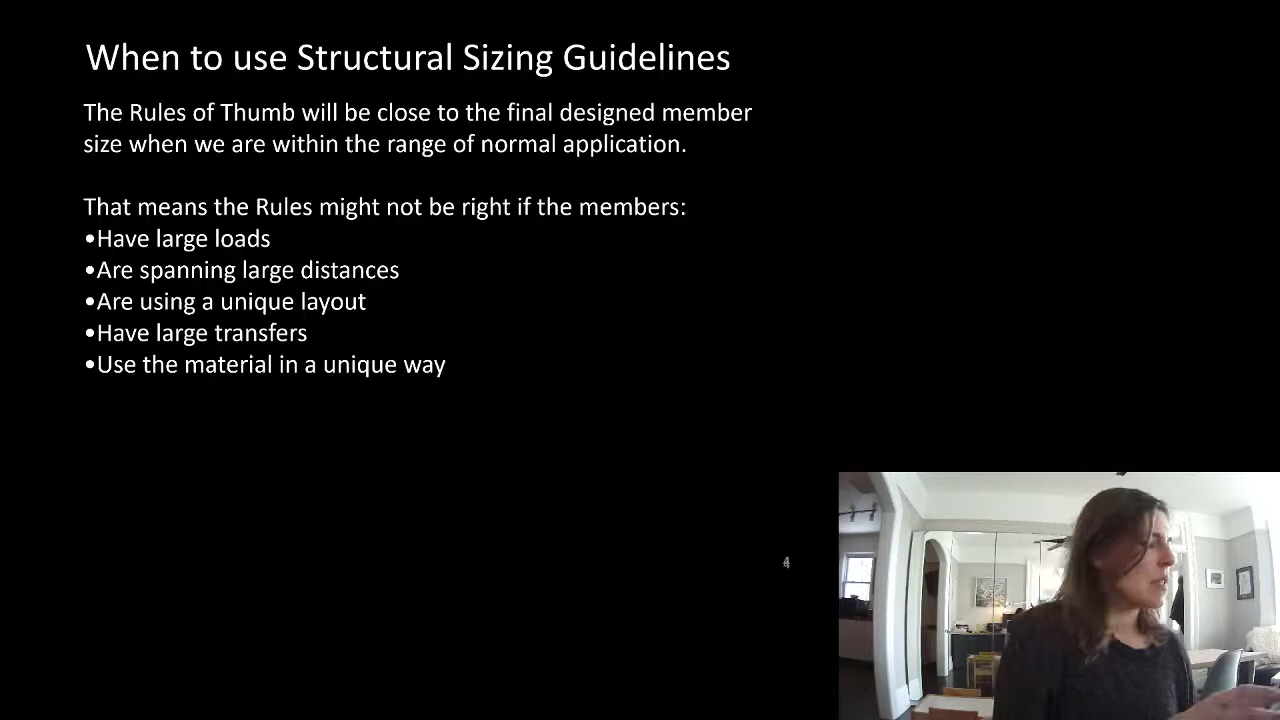 When to use Structural Sizing Guidelines
The Rules of Thumb will be close to the final designed member
size when we are within the range of normal application.
That means the Rules might not be right if the members:
•Have large loads
•Are spanning large distances
•Are using a unique layout
•Have large transfers
•Use the material in a unique way
4